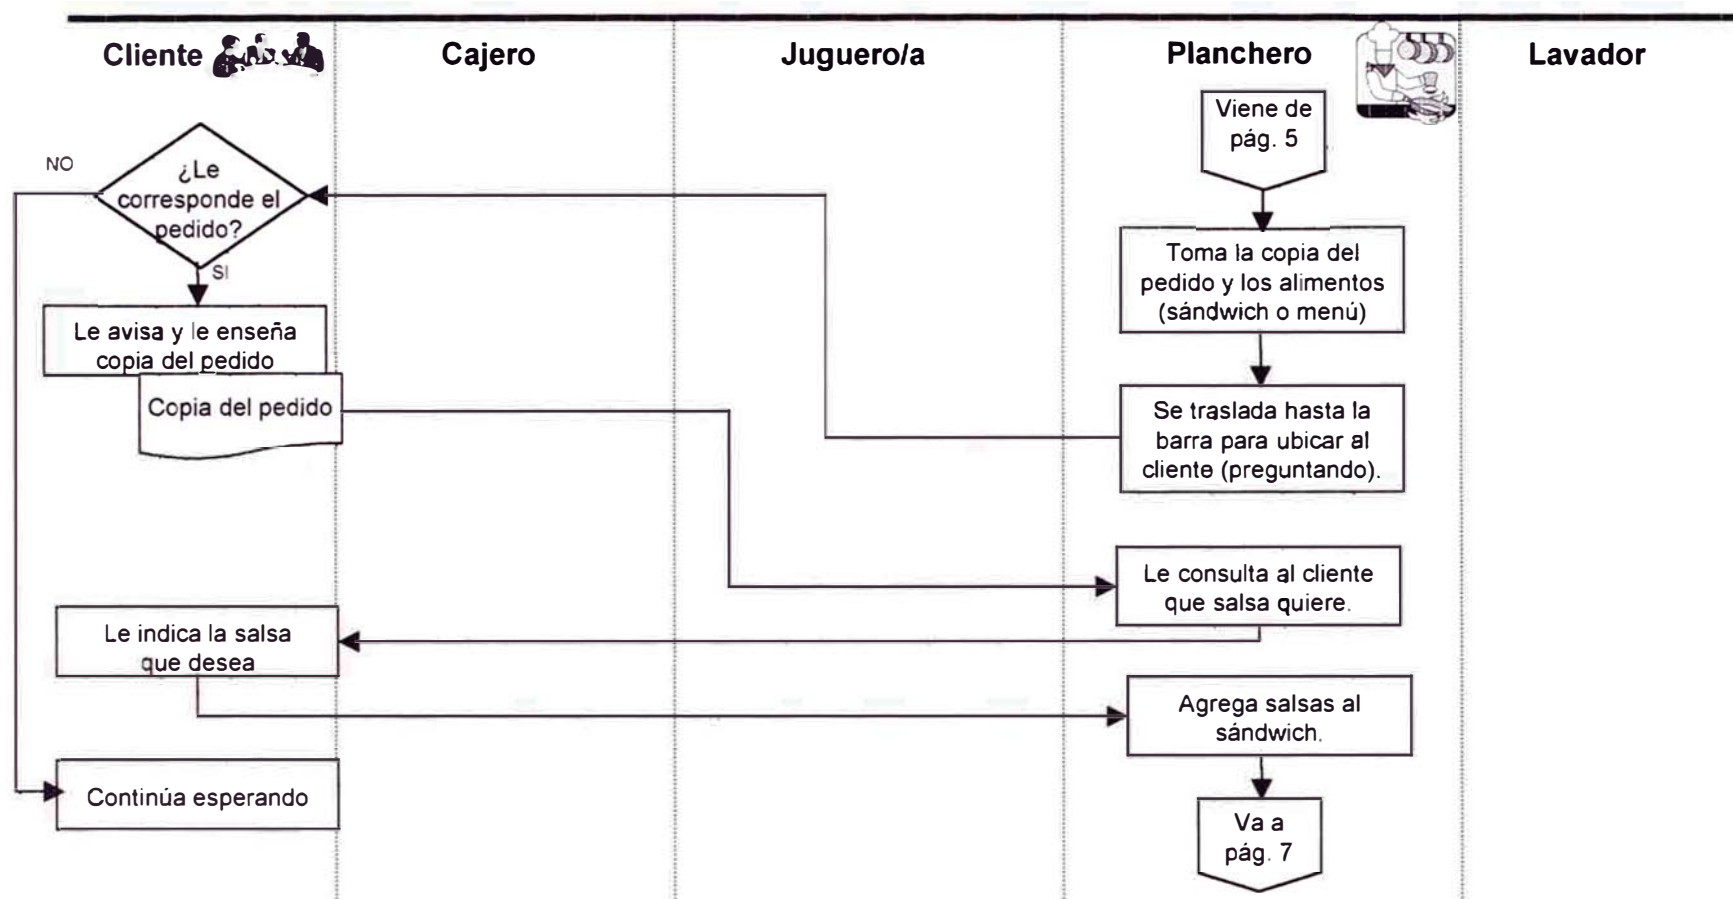 Cliente
Cajero
Juguero/a
Planchero
Lavador
Viene de
pág. 5
NO
¿Le
corresponde el
pedido?
SI
Toma la copia del
pedido y los alimentos
(sándwich o menú)
Le avisa y le enseña
copia del pedido
Copia del pedido
Se traslada hasta la
barra para ubicar al
cliente (preguntando).
Le consulta al cliente
que salsa quiere.
Le indica la salsa
que desea
Agrega salsas al
sándwich.
Continúa esperando
Va a
pág. 7